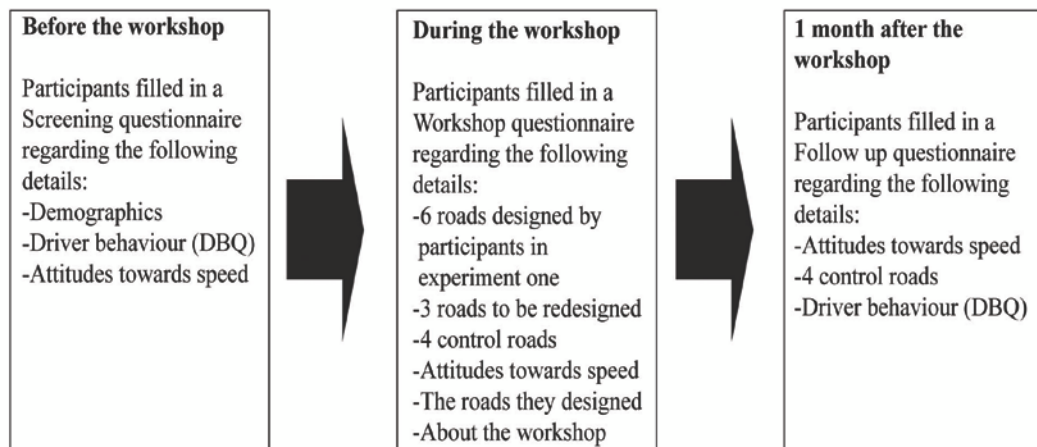 Before the workshop
Participants filled in a
Screening questionnaire
regarding the following
details:
-Demographics
-Driver behaviour (DBQ)
-Attitudes towards speed
During the workshop
Participants filled in a
Workshop questionnaire
regarding the following
details:
-6 roads designed by
participants in
experiment one
-3 roads to be redesigned
-4 control roads
-Attitudes towards speed
-The roads they designed
-About the workshop
1 month after the
workshop
Participants filled in a
Follow up questionnaire
regarding the following
details:
-Attitudes towards speed
-4 control roads
-Driver behaviour (DBQ)